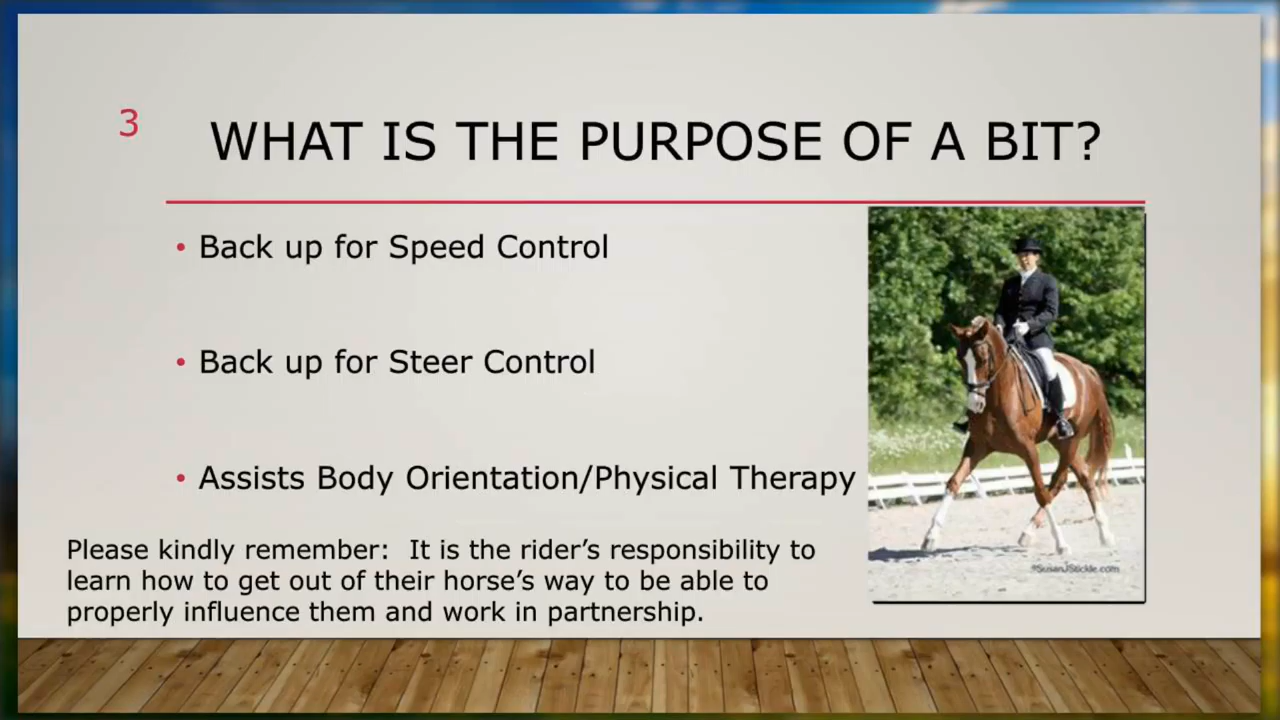 3
WHAT IS THE PURPOSE OF A BIT?
• Back up for Speed Control
• Back up for Steer Control
• Assists Body Orientation/Physical Therapy
Please kindly remember:  It is the rider’s responsibility to
learn how to get out of their horse’s way to be able to
properly influence them and work in partnership.
©SusanJStickle.com